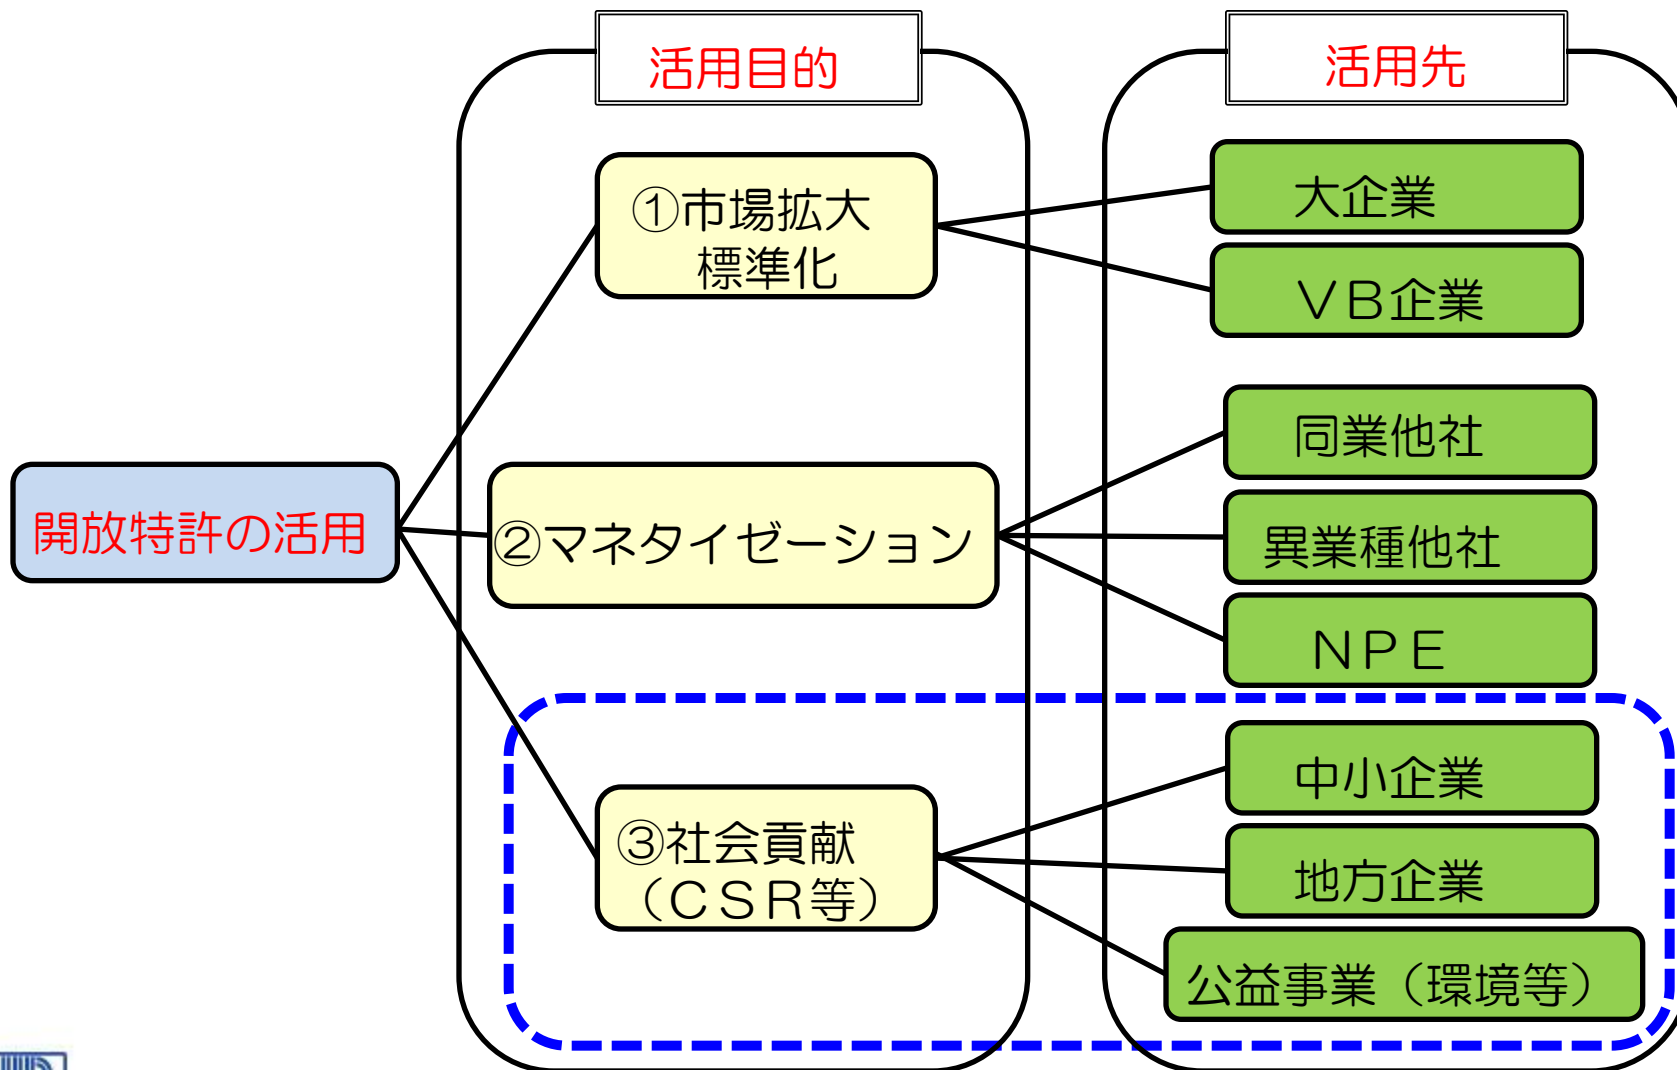 活用目的
活用先
開放特許の活用
①市場拡大
標準化
大企業
ＶＢ企業
②マネタイゼーション
同業他社
異業種他社
ＮＰＥ
③社会貢献
（ＣＳＲ等）
中小企業
地方企業
公益事業（環境等）